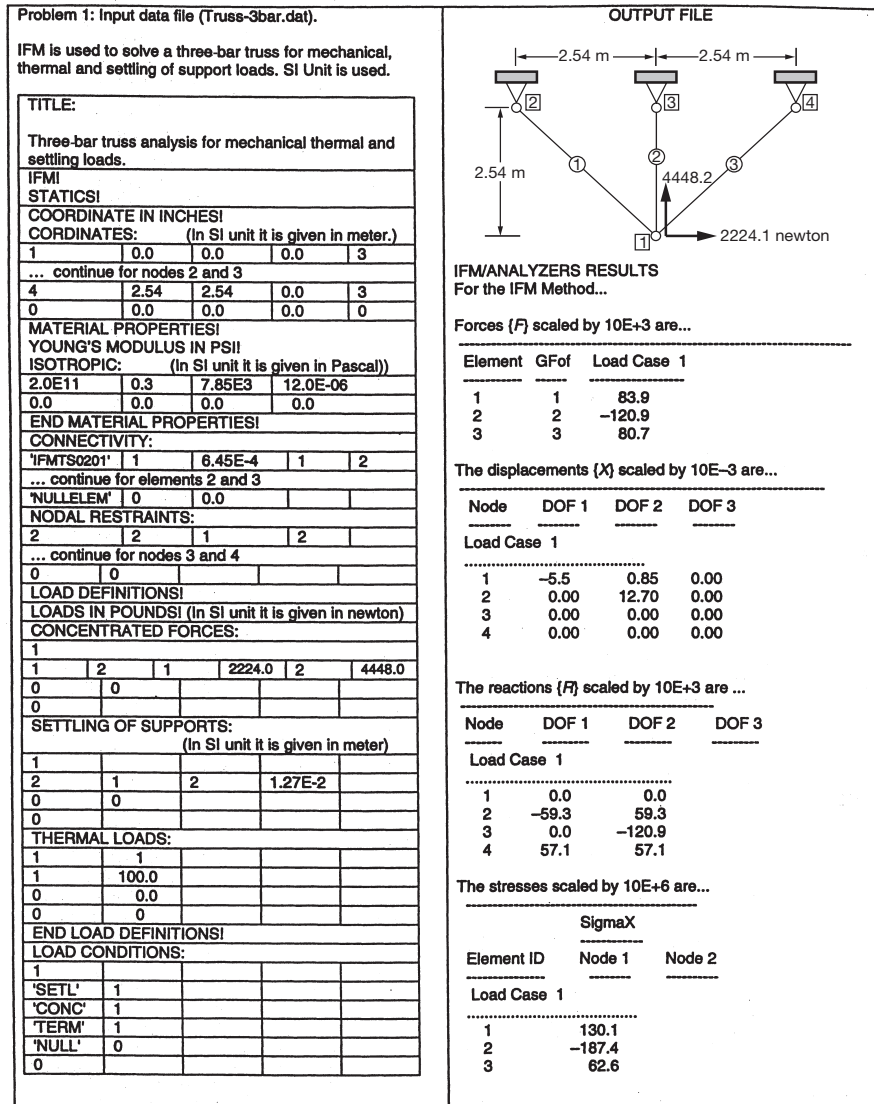 Problem 1: Input data file (Truss-3bar.dat).
IFM is used to solve a three-bar truss for mechanical,
thermal and settling of support loads. SI Unit is used.
TITLE:
Three-bar truss analysis for mechanical thermal and
settling loads.
IFM!
STATICS!
COORDINATE IN INCHES!
CORDINATES: (In SI unit it is given in meter.)
1 0.0 0.0 0.0 3
... continue for nodes 2 and 3
4 2.54 2.54 0.0 3
0 0.0 0.0 0.0 0
MATERIAL PROPERTIES!
YOUNG'S MODULUS IN PSI!
ISOTROPIC: (In SI unit it is given in Pascal))
2.0E11 0.3 7.85E3 12.0E-06
0.0 0.0 0.0 0.0
END MATERIAL PROPERTIES!
CONNECTIVITY:
'IFMTS0201' 1 6.45E-4 1 2
... continue for elements 2 and 3
'NULLELEM' 0 0.0
NODAL RESTRAINTS:
2 2 1 2
... continue for nodes 3 and 4
0 0
LOAD DEFINITIONS!
LOADS IN POUNDS! (In SI unit it is given in newton)
CONCENTRATED FORCES:
1
1 2 1 2224.0 2 4448.0
0 0
0
SETTLING OF SUPPORTS:
(In SI unit it is given in meter)
1
2 1 2 1.27E-2
0 0
0
THERMAL LOADS:
1 1
1 100.0
0 0.0
0 0
END LOAD DEFINITIONS!
LOAD CONDITIONS:
1
'SETL' 1
'CONC' 1
'TERM' 1
'NULL' 0
0
OUTPUT FILE
2.54 m 2.54 m
2 3 4
2.54 m
1 2 3
4448.2
1
2224.1 newton
IFM/ANALYZERS RESULTS
For the IFM Method...
Forces {F} scaled by 10E+3 are...
Element GFof Load Case 1
1 1 83.9
2 2 –120.9
3 3 80.7
The displacements {X} scaled by 10E–3 are...
Node DOF 1 DOF 2 DOF 3
Load Case 1
1 –5.5 0.85 0.00
2 0.00 12.70 0.00
3 0.00 0.00 0.00
4 0.00 0.00 0.00
The reactions {R} scaled by 10E+3 are ...
Node DOF 1 DOF 2 DOF 3
Load Case 1
1 0.0 0.0
2 –59.3 59.3
3 0.0 –120.9
4 57.1 57.1
The stresses scaled by 10E+6 are...
SigmaX
Element ID Node 1 Node 2
Load Case 1
1 130.1
2 –187.4
3 62.6